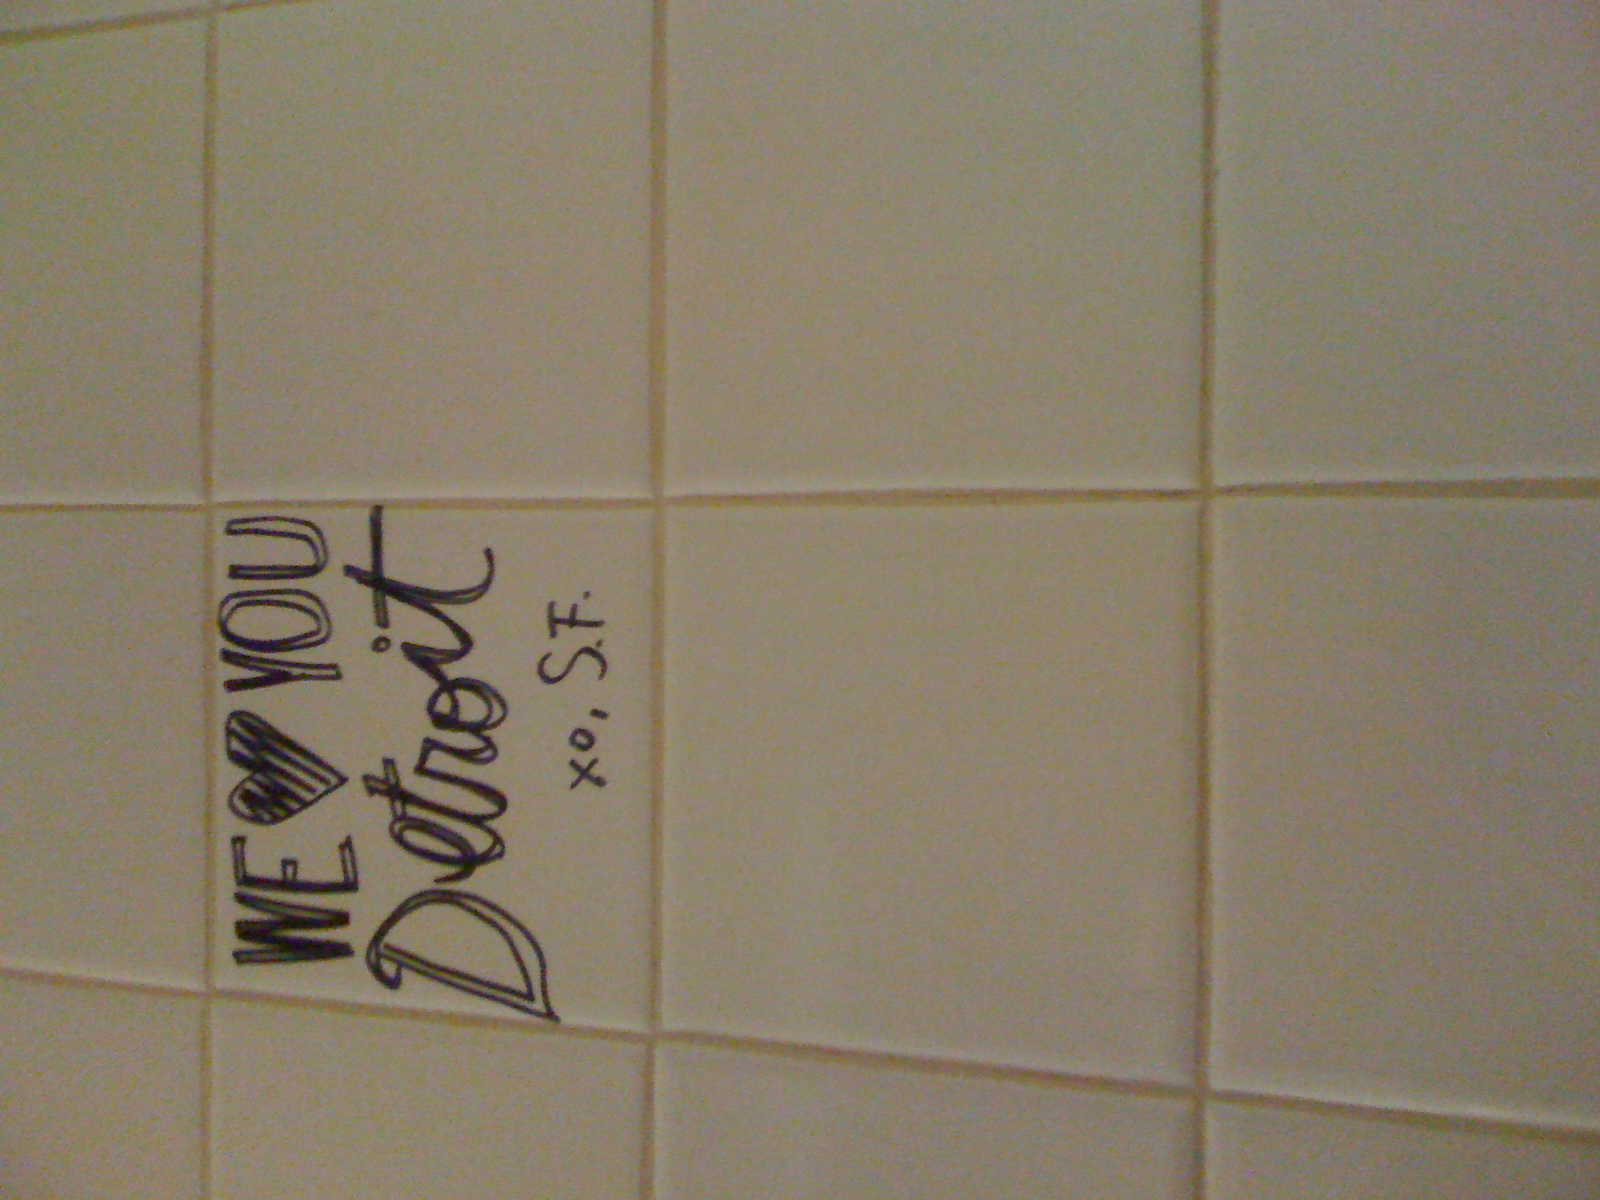 WE ♥ YOU
Detroit
xo, S.F.